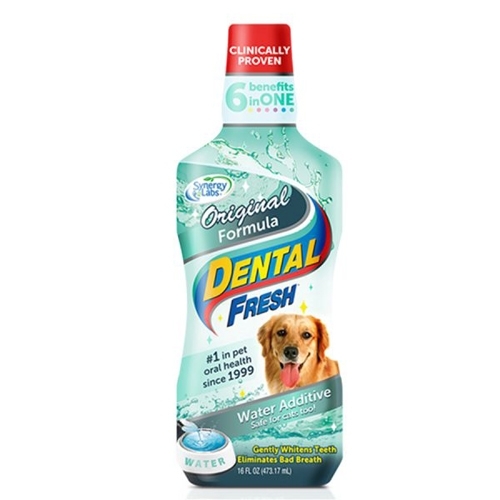 CLINICALLY
PROVEN
6 benefits
in ONE
Synergy
Labs
Original
Formula
DENTAL
FRESH™
#1 in pet
oral health
since 1999
Water Additive
Safe for cats too!
WATER
Gently Whitens Teeth
Eliminates Bad Breath
16 FL OZ (473.17 mL)